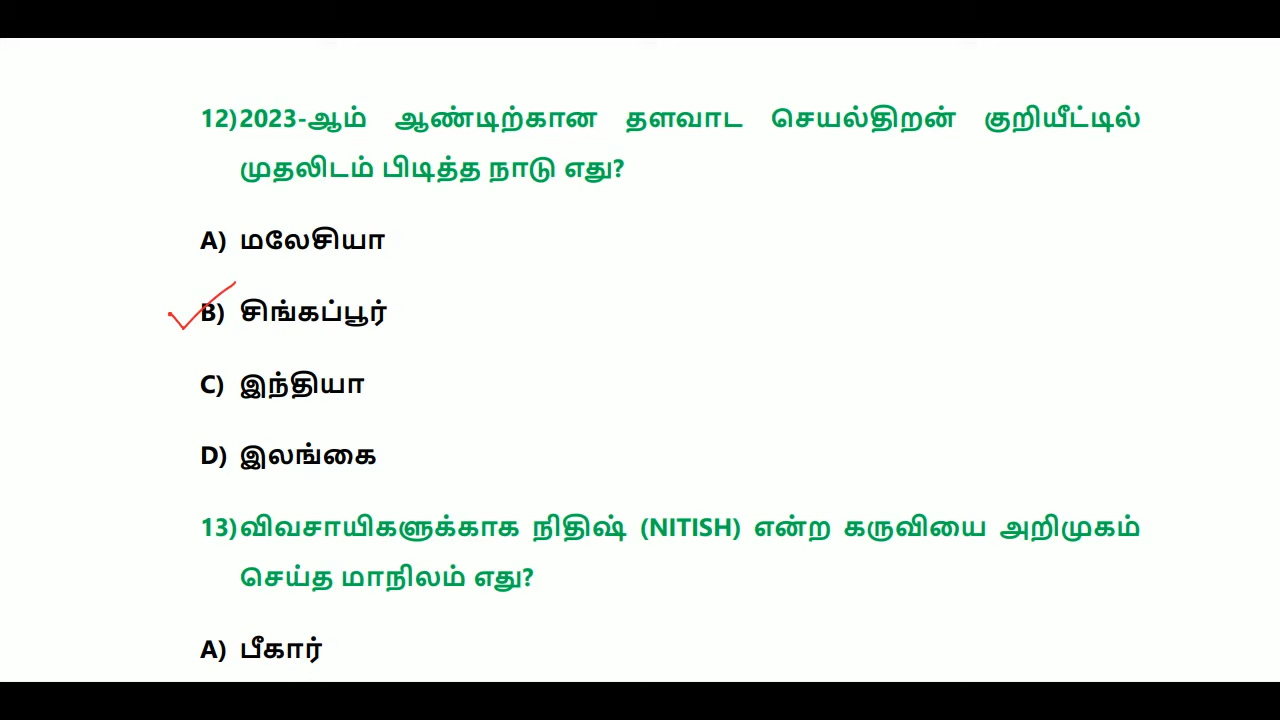 12)2023-ஆம் ஆண்டிற்கான தளவாட செயல்திறன் குறியீட்டில்
முதலிடம் பிடித்த நாடு எது?
A) மலேசியா
B) சிங்கப்பூர்
C) இந்தியா
D) இலங்கை
13)விவசாயிகளுக்காக நிதிஷ் (NITISH) என்ற கருவியை அறிமுகம்
செய்த மாநிலம் எது?
A) பீகார்